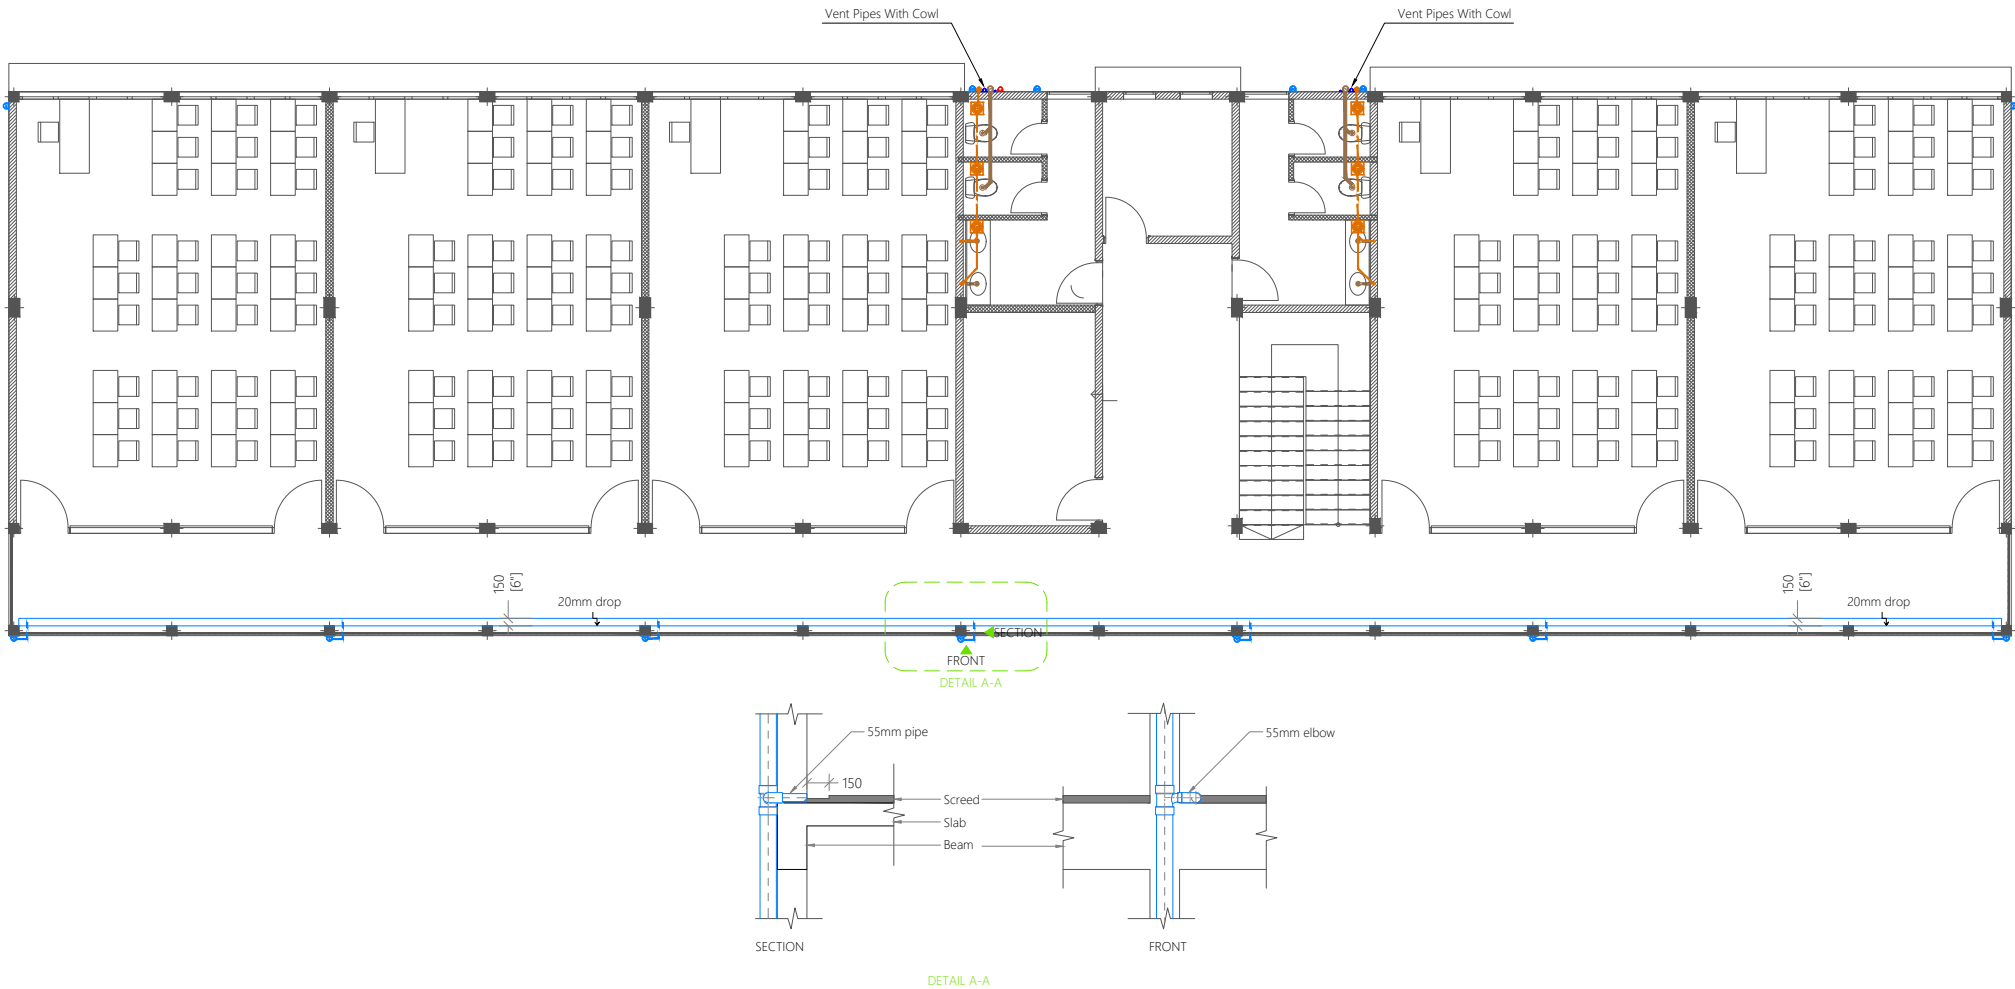 Vent Pipes With Cowl
Vent Pipes With Cowl
150
[6"]
20mm drop
150
[6"]
20mm drop
SECTION
FRONT
DETAIL A-A
55mm pipe
55mm elbow
150
Screed
Slab
Beam
SECTION
FRONT
DETAIL A-A